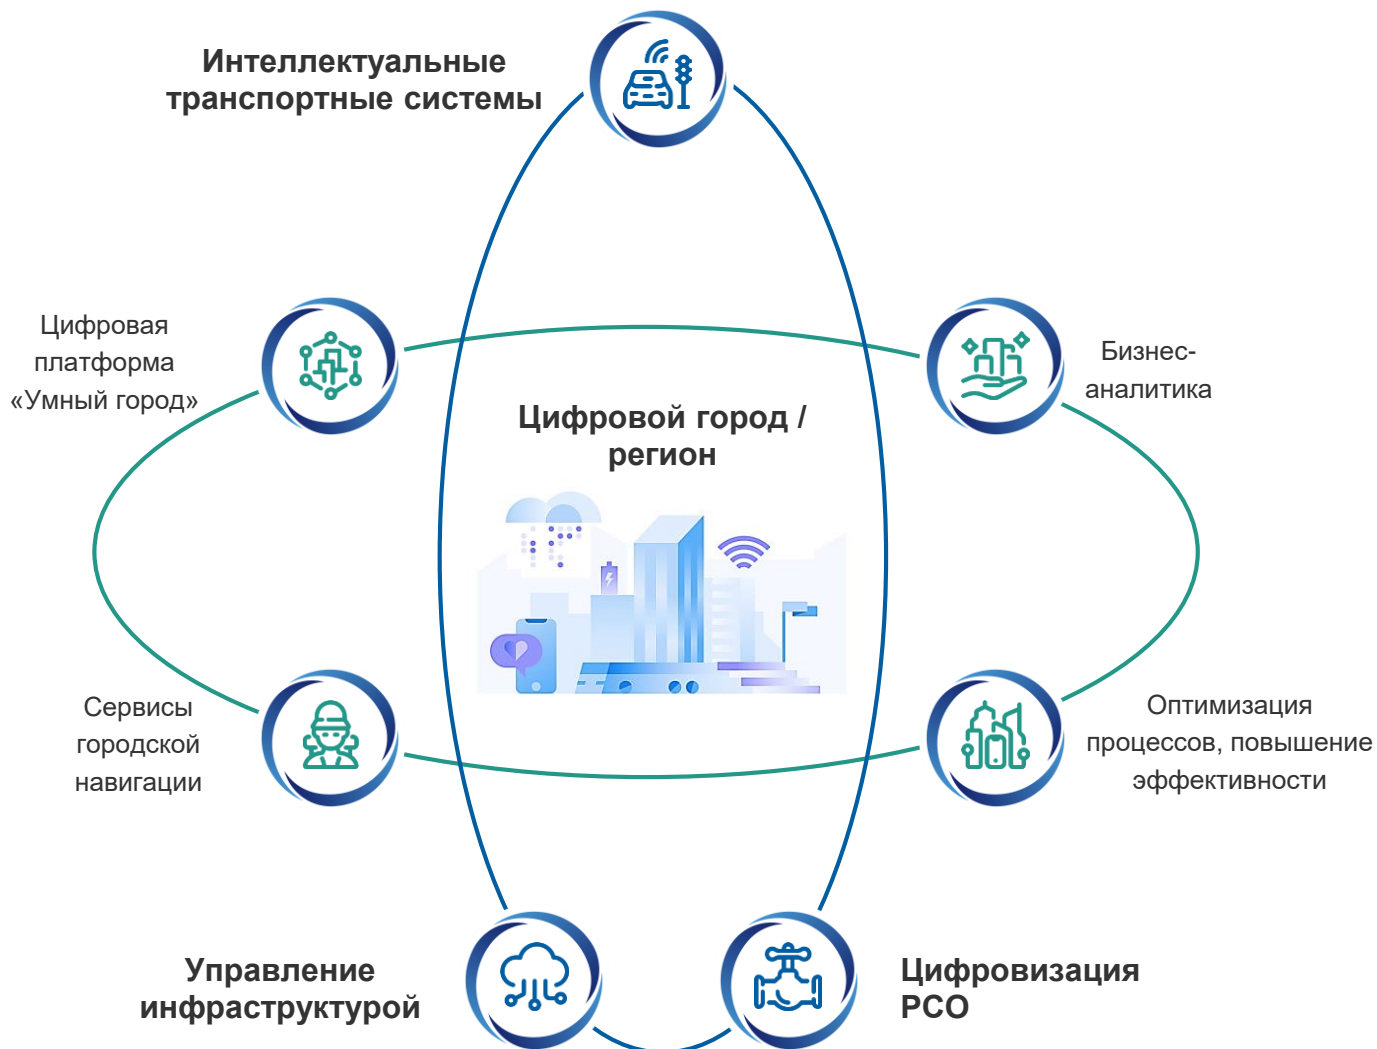 Интеллектуальные
транспортные системы
Цифровая
платформа
«Умный город»
Бизнес-
аналитика
Цифровой город /
регион
Сервисы
городской
навигации
Оптимизация
процессов, повышение
эффективности
Управление
инфраструктурой
Цифровизация
РСО